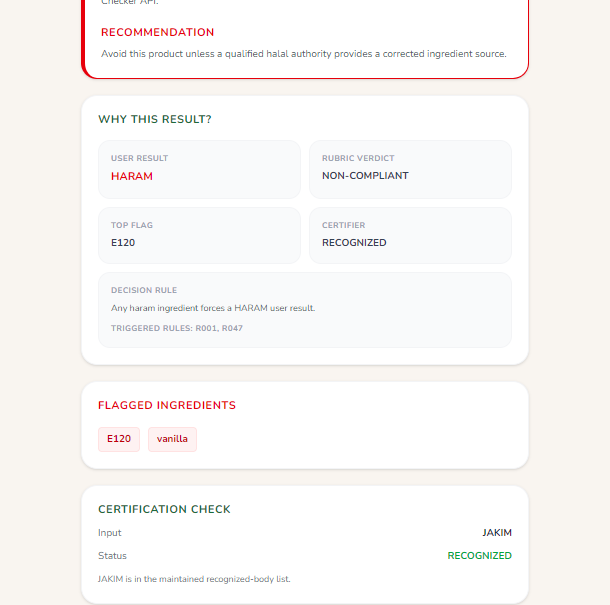 Checker API.
RECOMMENDATION
Avoid this product unless a qualified halal authority provides a corrected ingredient source.
WHY THIS RESULT?
USER RESULT
HARAM
RUBRIC VERDICT
NON-COMPLIANT
TOP FLAG
E120
CERTIFIER
RECOGNIZED
DECISION RULE
Any haram ingredient forces a HARAM user result.
TRIGGERED RULES: R001, R047
FLAGGED INGREDIENTS
E120
vanilla
CERTIFICATION CHECK
Input JAKIM
Status RECOGNIZED
JAKIM is in the maintained recognized-body list.